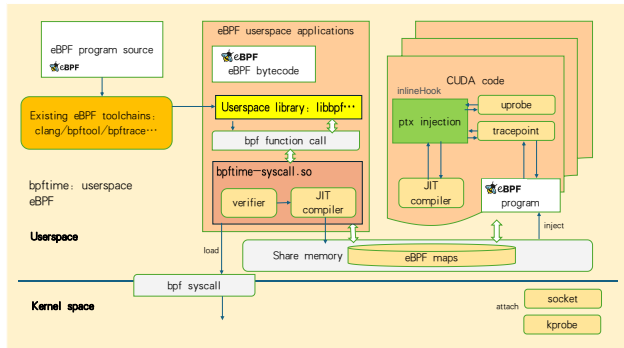 eBPF program source
eBPF
Existing eBPF toolchains:
clang/bpftool/bpftrace…
bpftime: userspace
eBPF
Userspace
eBPF userspace applications
eBPF
eBPF bytecode
Userspace library: libbpf…
bpf function call
bpftime-syscall.so
verifier
JIT
compiler
load
CUDA code
inlineHook
ptx injection
uprobe
tracepoint
JIT
compiler
eBPF
program
inject
Share memory
eBPF maps
bpf syscall
Kernel space
attach
socket
kprobe